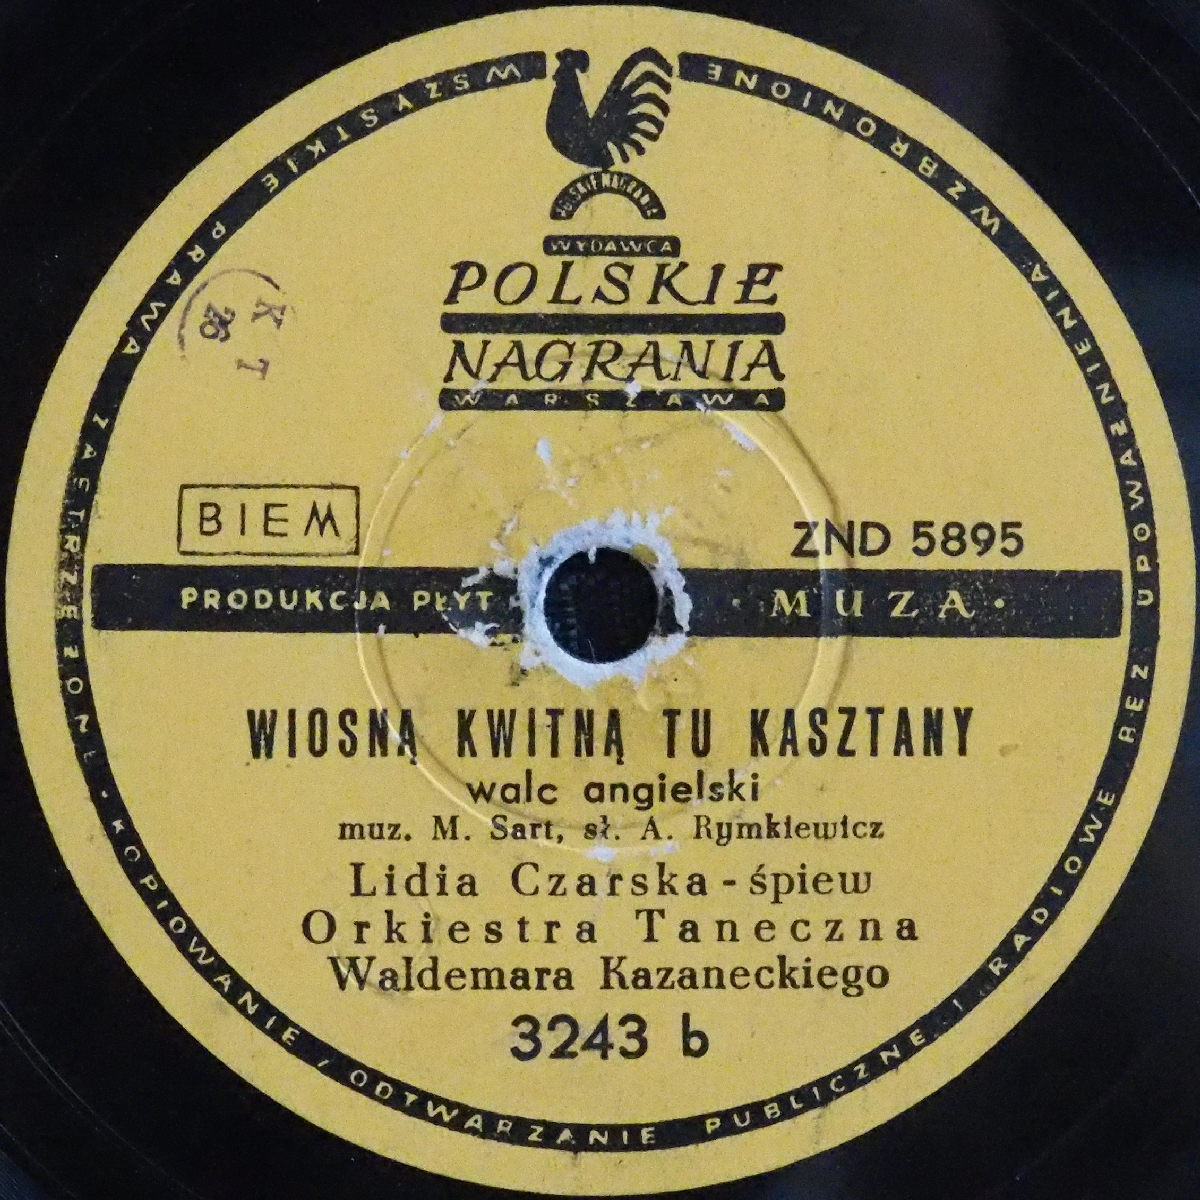 WSZYSTKIE PRAWA ZASTRZEŻONE · KOPIOWANIE, ODTWARZANIE PUBLICZNE I RADIOWE BEZ UPOWAŻNIENIA WZBRONIONE
POLSKIE NAGRANIA
WYDAWCA
POLSKIE
NAGRANIA
WARSZAWA
K T
26
BIEM
ZND 5895
PRODUKCJA PŁYT
· MUZA ·
WIOSNĄ KWITNĄ TU KASZTANY
walc angielski
muz. M. Sart, sł. A. Rymkiewicz
Lidia Czarska - śpiew
Orkiestra Taneczna
Waldemara Kazaneckiego
3243 b